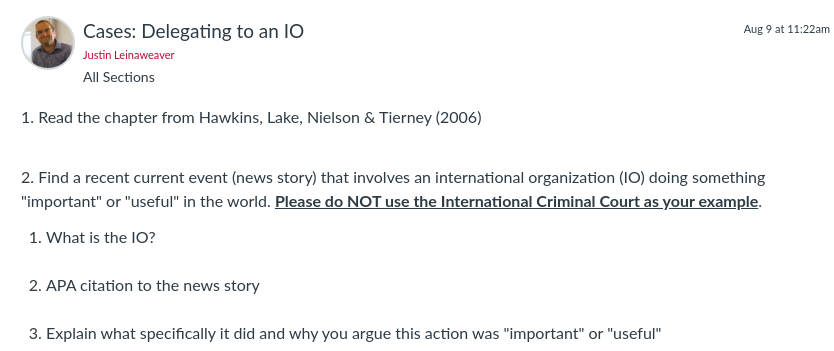 Cases: Delegating to an IO
Aug 9 at 11:22am
Justin Leinaweaver
All Sections
1. Read the chapter from Hawkins, Lake, Nielson & Tierney (2006)
2. Find a recent current event (news story) that involves an international organization (IO) doing something
"important" or "useful" in the world. Please do NOT use the International Criminal Court as your example.
1. What is the IO?
2. APA citation to the news story
3. Explain what specifically it did and why you argue this action was "important" or "useful"